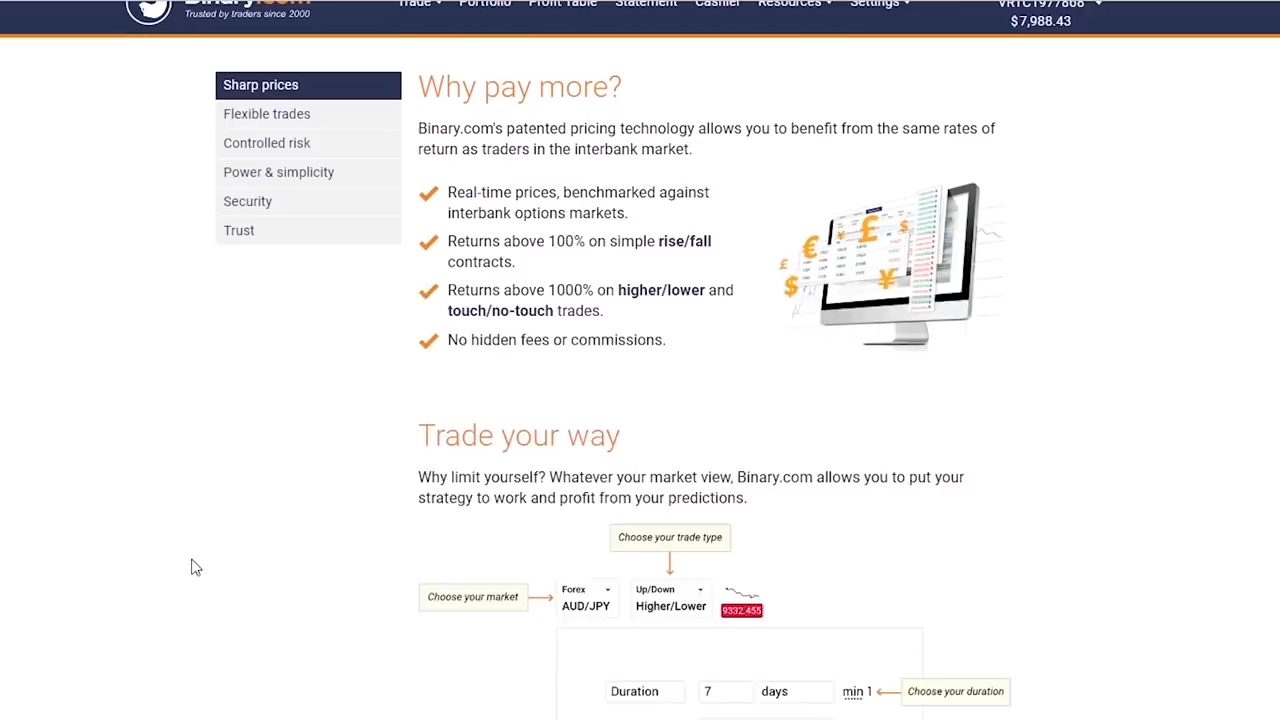 Binary.com
Trusted by traders since 2000
Trade
Portfolio
Profit Table
Statement
Cashier
Resources
Settings
VRTC1977868
$7,988.43
Sharp prices
Flexible trades
Controlled risk
Power & simplicity
Security
Trust
Why pay more?
Binary.com's patented pricing technology allows you to benefit from the same rates of
return as traders in the interbank market.
Real-time prices, benchmarked against
interbank options markets.
Returns above 100% on simple rise/fall
contracts.
Returns above 1000% on higher/lower and
touch/no-touch trades.
No hidden fees or commissions.
Trade your way
Why limit yourself? Whatever your market view, Binary.com allows you to put your
strategy to work and profit from your predictions.
Choose your trade type
Choose your market
Forex
AUD/JPY
Up/Down
Higher/Lower
9332.455
Duration
7
days
min 1
Choose your duration